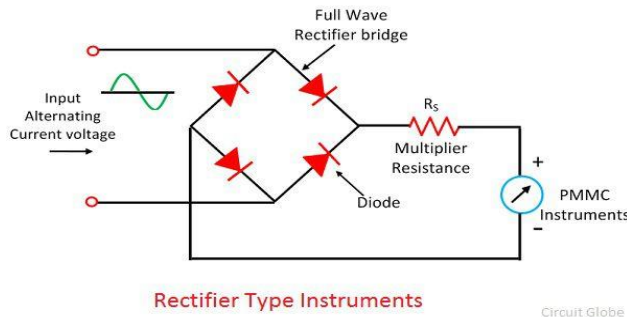 Full Wave
Rectifier bridge
Input
Alternating
Current voltage
RS
Multiplier
Resistance
+
PMMC
Instruments
-
Diode
Rectifier Type Instruments
Circuit Globe